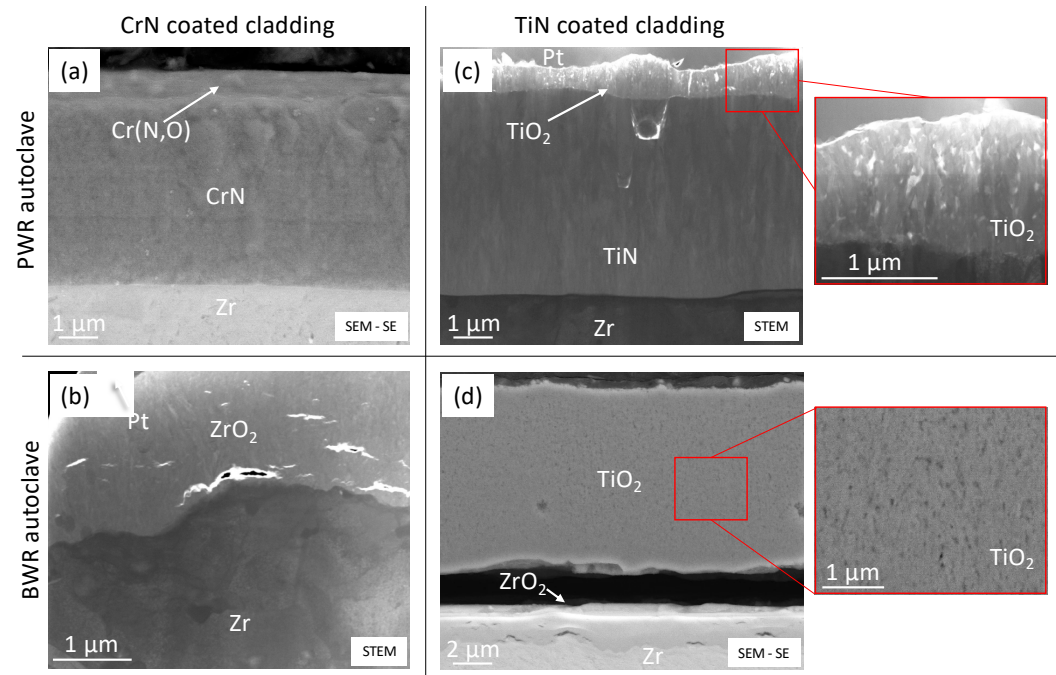 CrN coated cladding
TiN coated cladding
PWR autoclave
(a)
Cr(N,O)
CrN
Zr
1 μm
SEM - SE
(c)
Pt
TiO₂
TiN
Zr
1 μm
STEM
TiO₂
1 μm
BWR autoclave
(b)
Pt
ZrO₂
Zr
1 μm
STEM
(d)
TiO₂
ZrO₂
Zr
2 μm
SEM - SE
TiO₂
1 μm